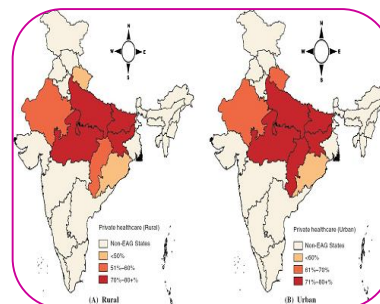 N
W E
S
N
W E
S
Private healthcare (Rural)
Non-EAG States
<50%
51%–60%
78%–80+%
Private healthcare (Urban)
Non-EAG States
<60%
61%–70%
71%–80+%
(A) Rural
(B) Urban